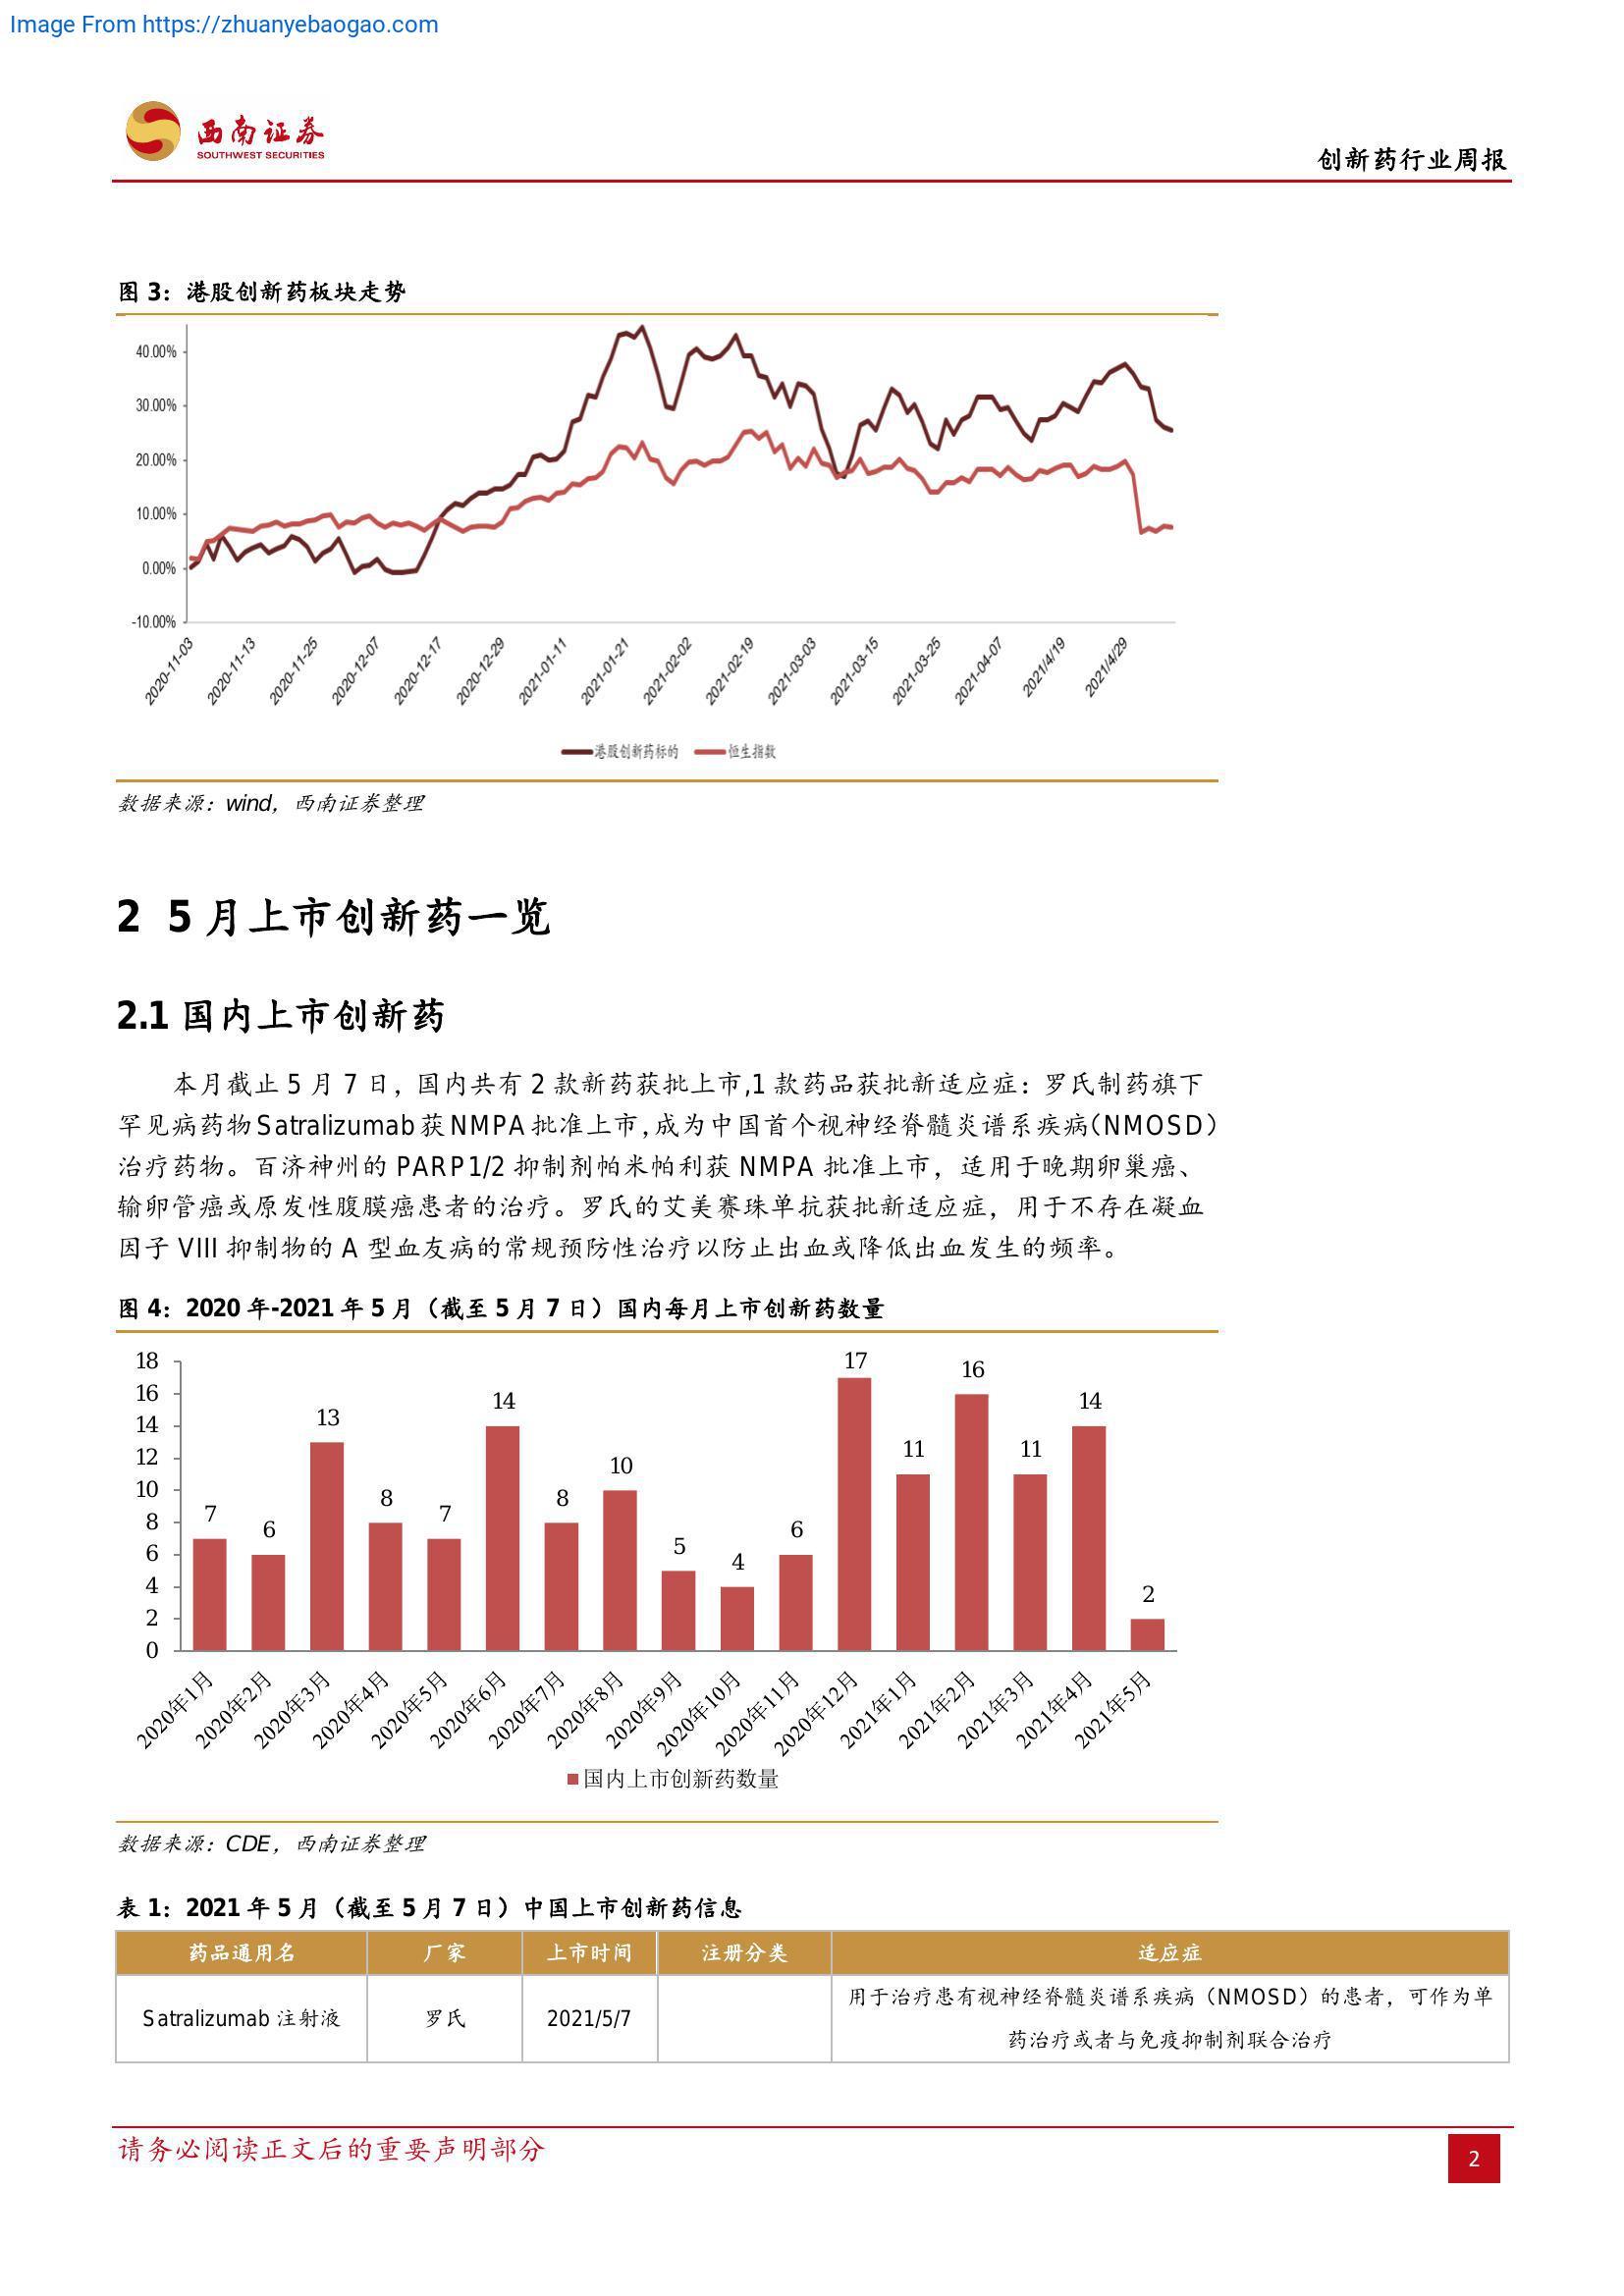 Image From https://zhuanyebaogao.com
西南证券
SOUTHWEST SECURITIES
创新药行业周报
图 3：港股创新药板块走势
40.00%
30.00%
20.00%
10.00%
0.00%
-10.00%
2020-11-03 2020-11-13 2020-11-25 2020-12-07 2020-12-17 2020-12-29 2021-01-11 2021-01-21 2021-02-02 2021-02-19 2021-03-03 2021-03-15 2021-03-25 2021-04-07 2021/4/19 2021/4/29
港股创新药标的 恒生指数
数据来源：wind，西南证券整理
2 5 月上市创新药一览
2.1 国内上市创新药
本月截止 5 月 7 日，国内共有 2 款新药获批上市,1 款药品获批新适应症：罗氏制药旗下
罕见病药物 Satralizumab 获 NMPA 批准上市，成为中国首个视神经脊髓炎谱系疾病（NMOSD）
治疗药物。百济神州的 PARP1/2 抑制剂帕米帕利获 NMPA 批准上市，适用于晚期卵巢癌、
输卵管癌或原发性腹膜癌患者的治疗。罗氏的艾美赛珠单抗获批新适应症，用于不存在凝血
因子 VIII 抑制物的 A 型血友病的常规预防性治疗以防止出血或降低出血发生的频率。
图 4：2020 年-2021 年 5 月（截至 5 月 7 日）国内每月上市创新药数量
18
16
14
12
10
8
6
4
2
0
7 6 13 8 7 14 8 10 5 4 6 17 11 16 11 14 2
2020年1月 2020年2月 2020年3月 2020年4月 2020年5月 2020年6月 2020年7月 2020年8月 2020年9月 2020年10月 2020年11月 2020年12月 2021年1月 2021年2月 2021年3月 2021年4月 2021年5月
国内上市创新药数量
数据来源：CDE，西南证券整理
表 1：2021 年 5 月（截至 5 月 7 日）中国上市创新药信息
药品通用名 厂家 上市时间 注册分类 适应症
Satralizumab 注射液 罗氏 2021/5/7 用于治疗患有视神经脊髓炎谱系疾病（NMOSD）的患者，可作为单
药治疗或者与免疫抑制剂联合治疗
请务必阅读正文后的重要声明部分
2